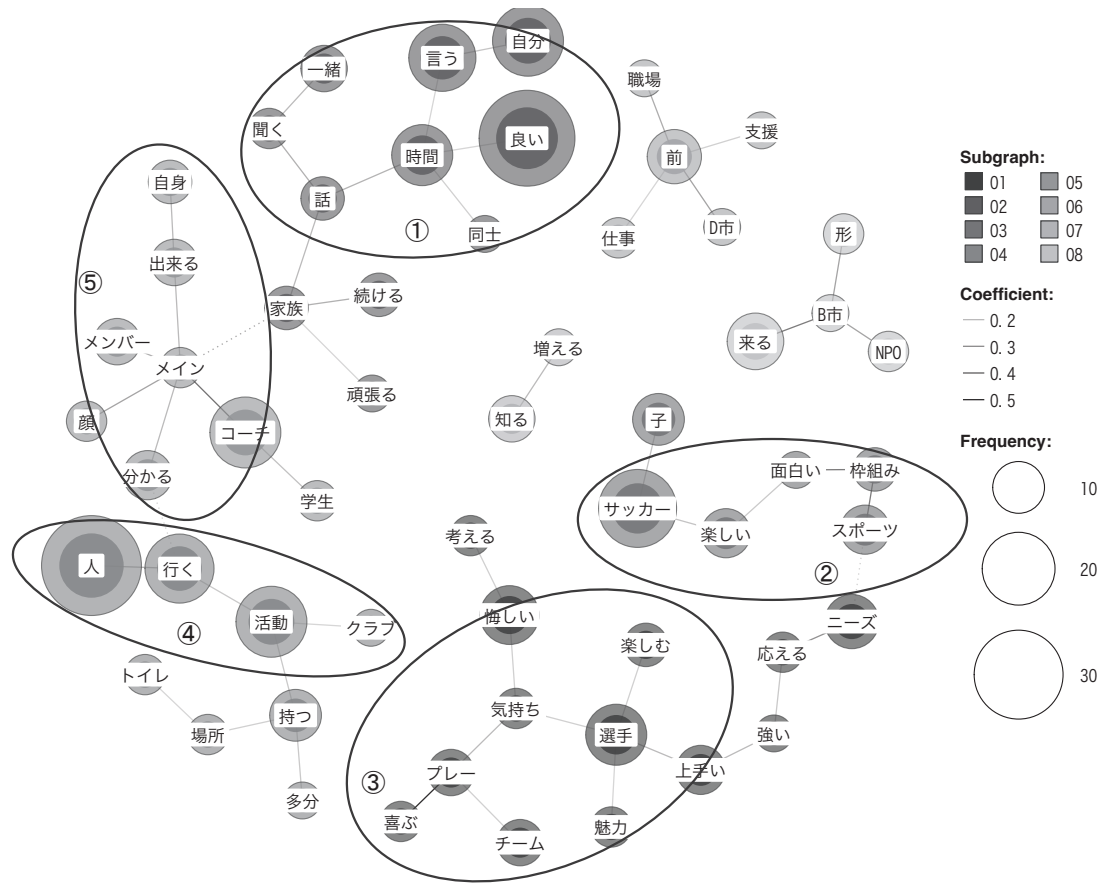 一緒
言う
自分
聞く
時間
良い
話
同士
①
職場
支援
前
仕事
D市
形
B市
来る
NPO
自身
出来る
⑤
メンバー
メイン
顔
コーチ
分かる
学生
家族
続ける
頑張る
増える
知る
子
サッカー
面白い
枠組み
楽しい
スポーツ
②
ニーズ
応える
強い
人
行く
活動
クラブ
④
トイレ
場所
持つ
多分
考える
悔しい
楽しむ
気持ち
選手
プレー
上手い
③
喜ぶ
チーム
魅力
Subgraph:
01 05
02 06
03 07
04 08
Coefficient:
0.2
0.3
0.4
0.5
Frequency:
10
20
30